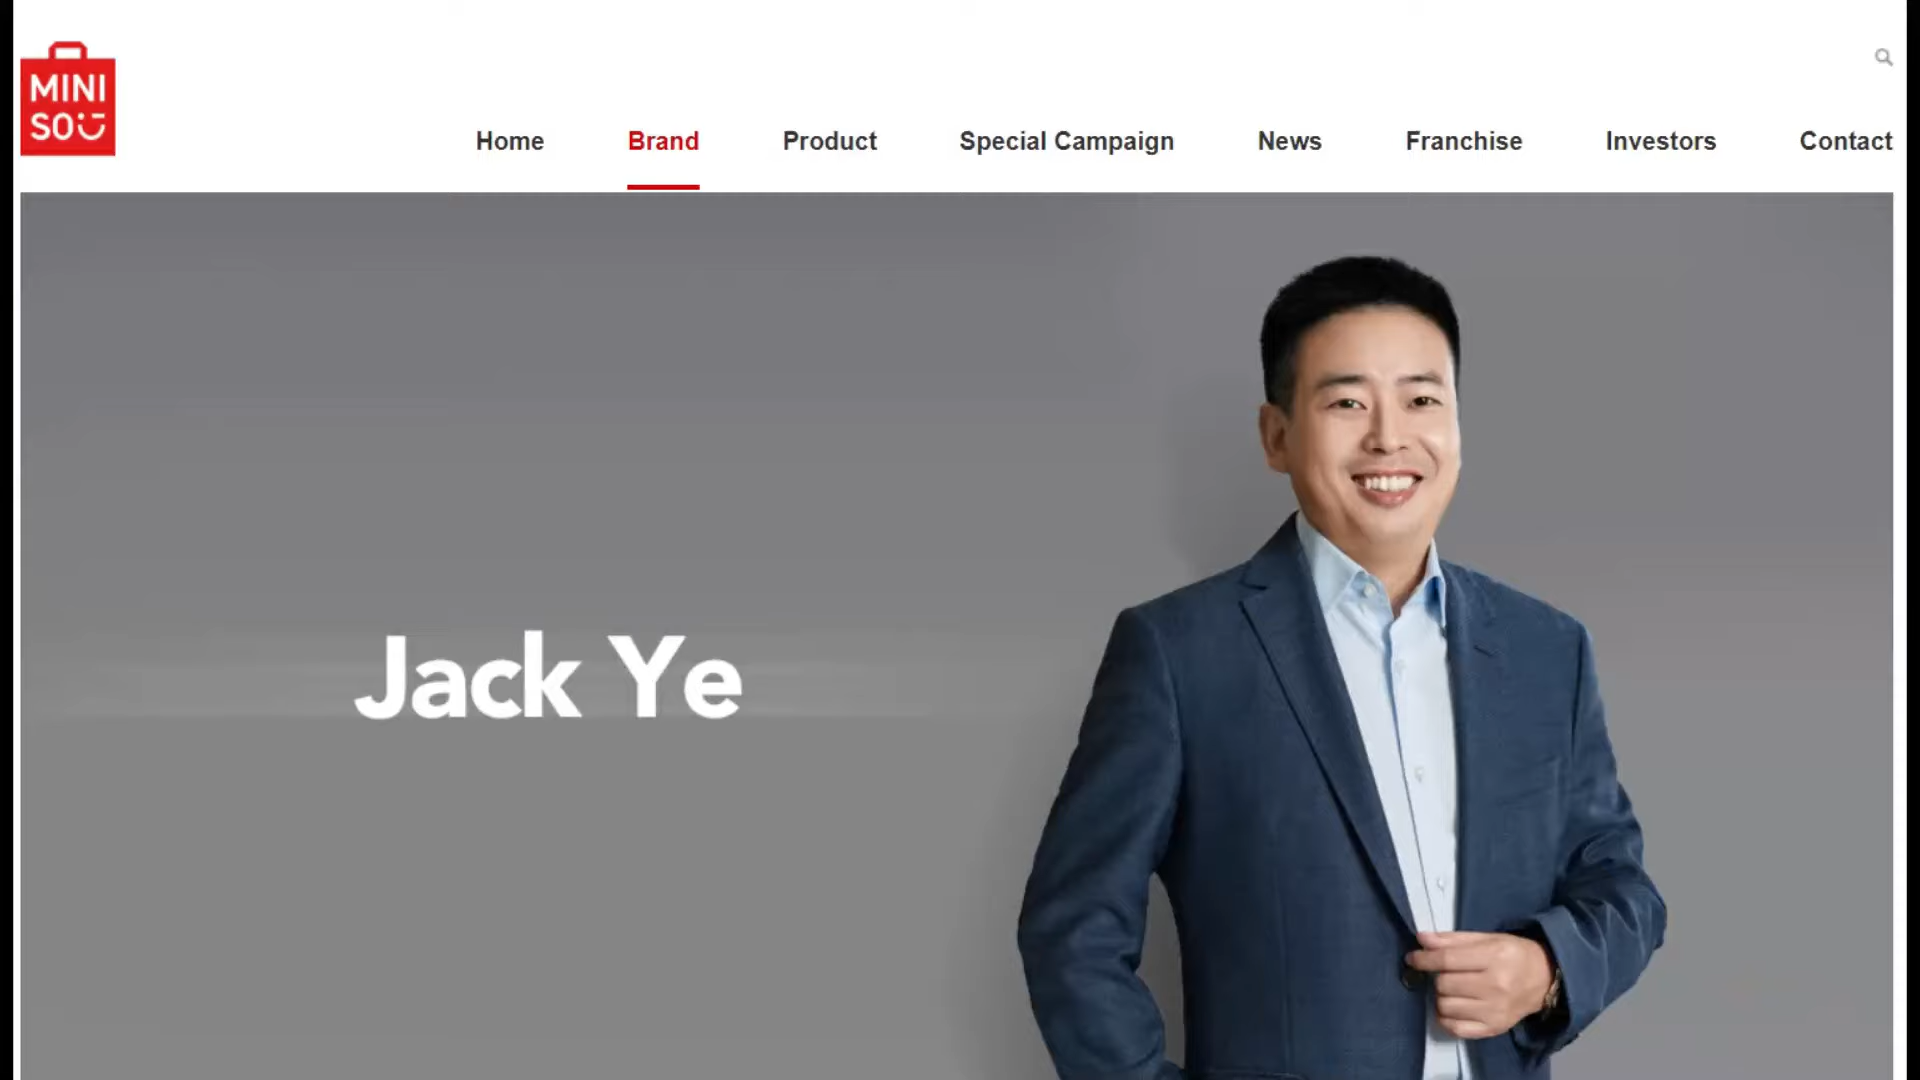 MINI
SO
Home Brand Product Special Campaign News Franchise Investors Contact
Jack Ye